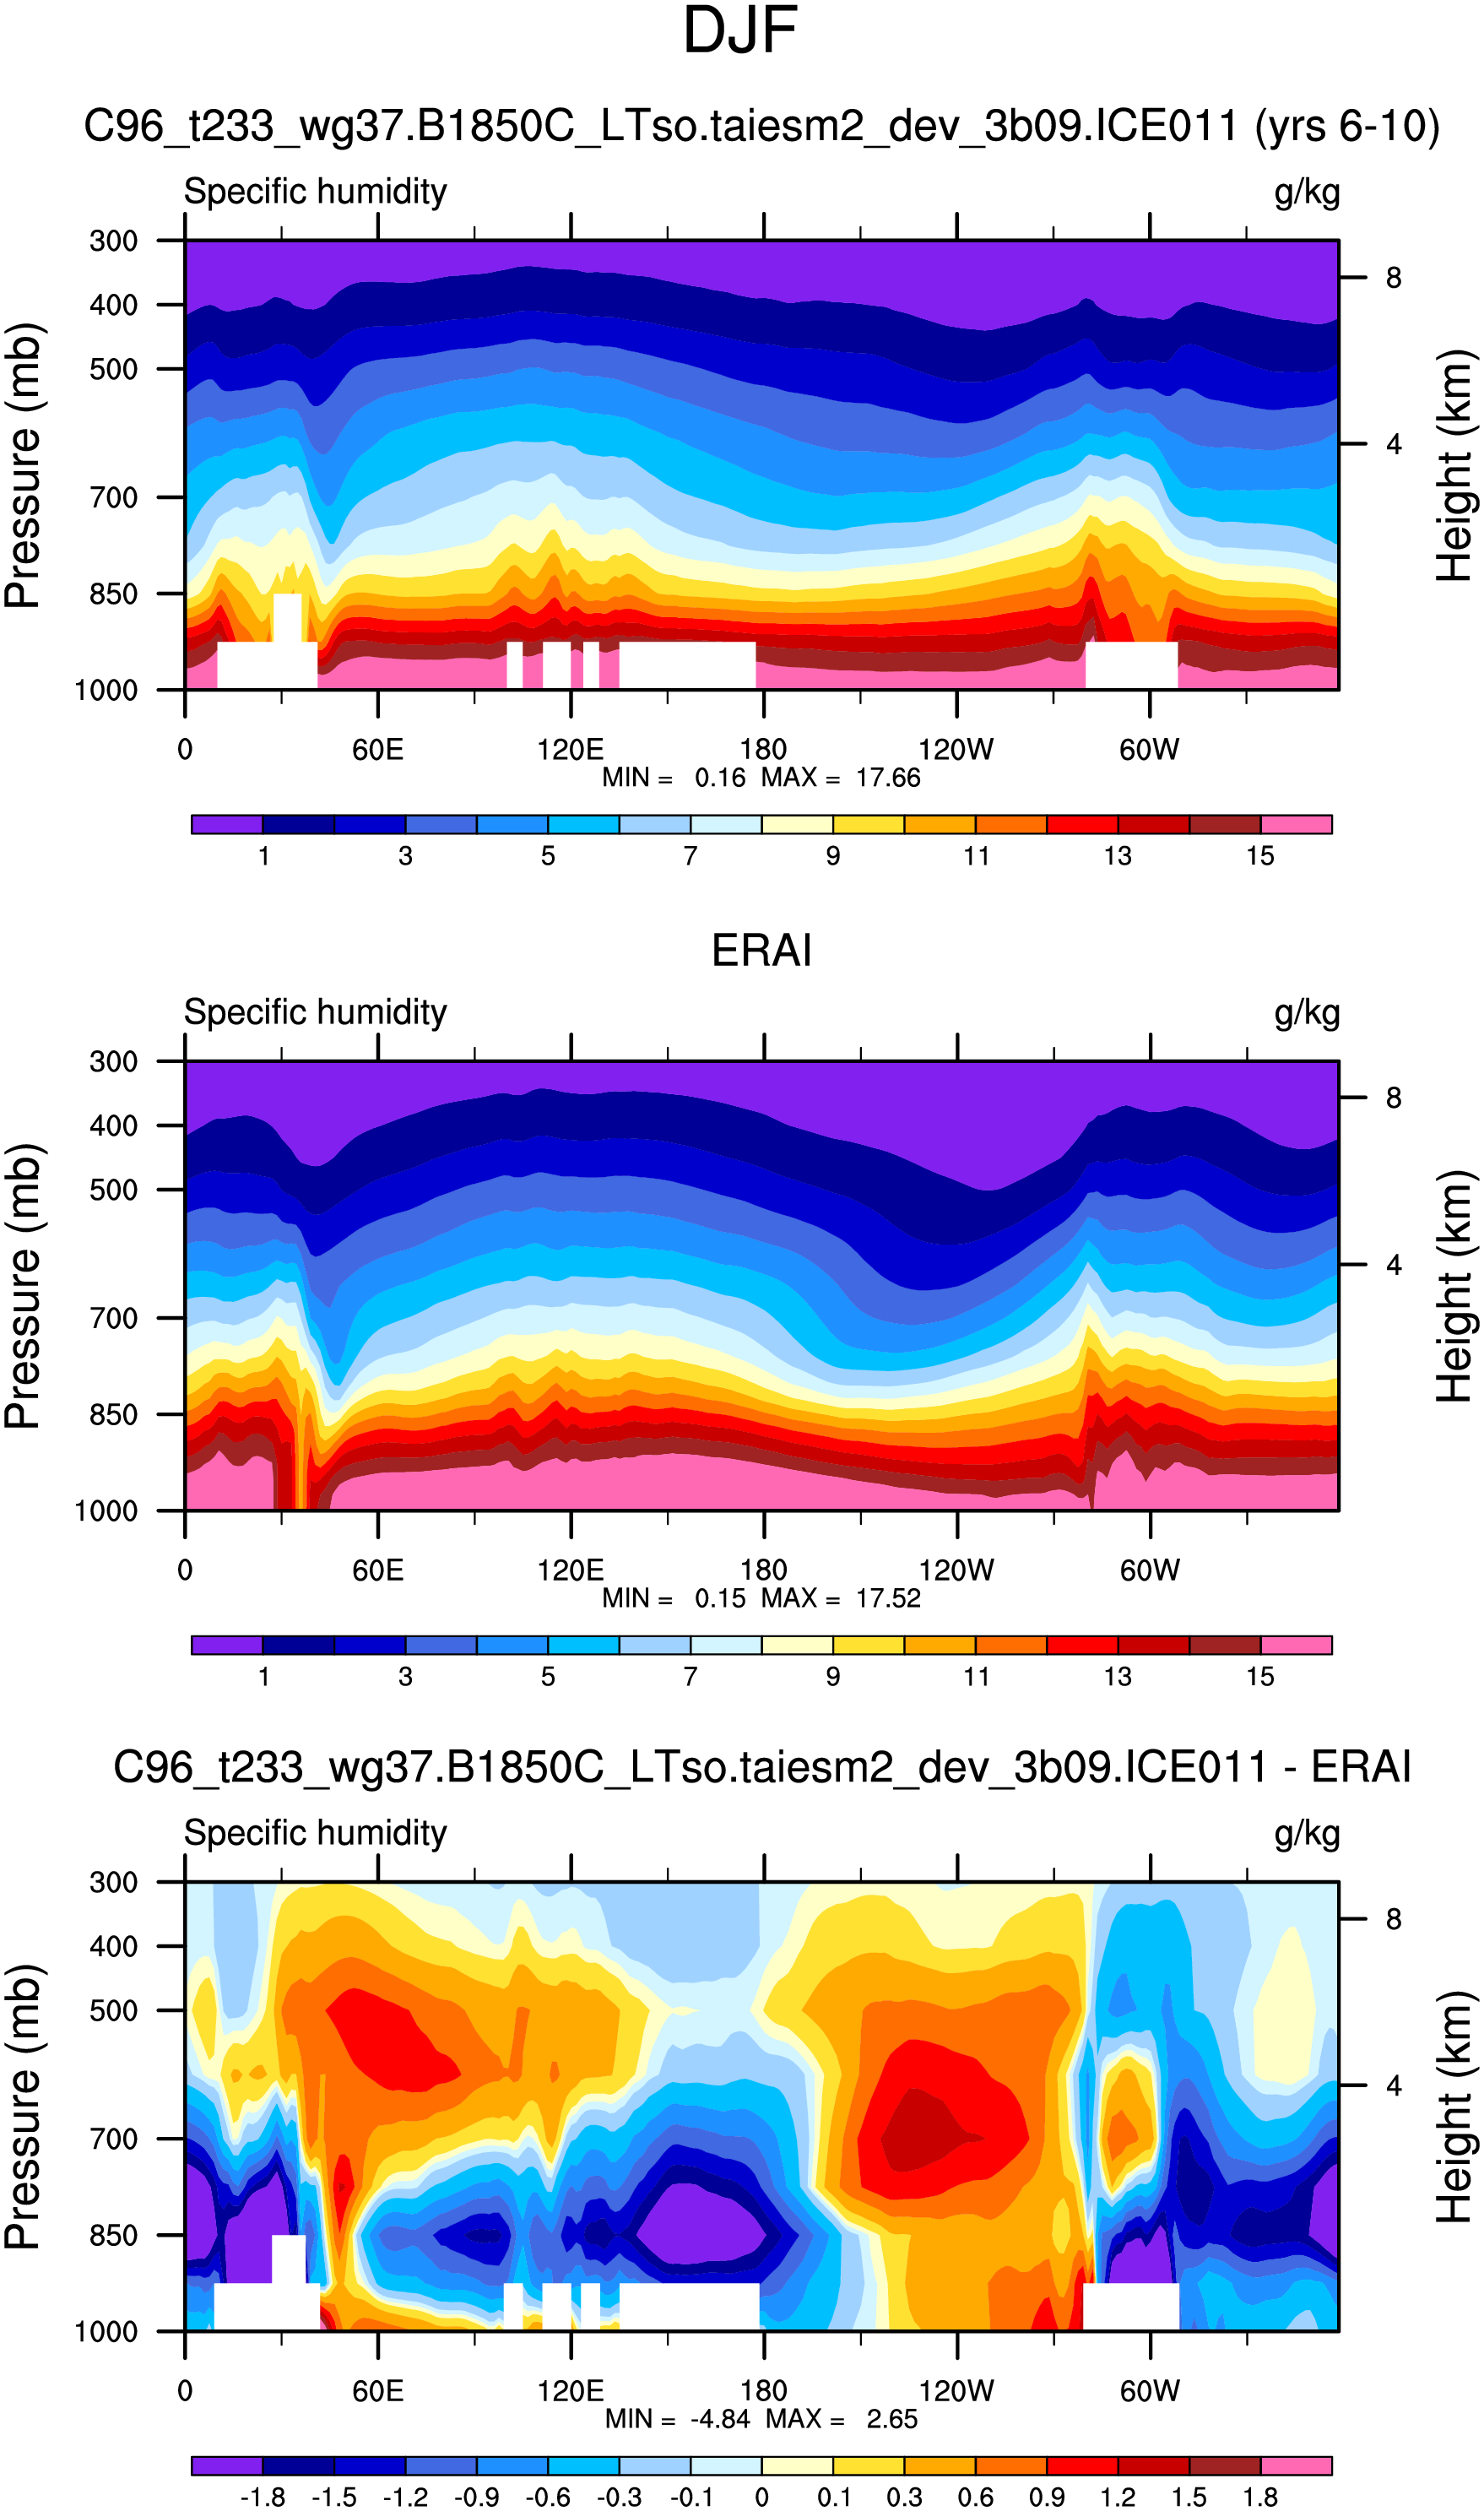 DJF
C96_t233_wg37.B1850C_LTso.taiesm2_dev_3b09.ICE011 (yrs 6-10)
Specific humidity g/kg
Pressure (mb)
300
400
500
700
850
1000
Height (km)
8
4
0 60E 120E 180 120W 60W
MIN = 0.16 MAX = 17.66
1 3 5 7 9 11 13 15
ERAI
Specific humidity g/kg
Pressure (mb)
300
400
500
700
850
1000
Height (km)
8
4
0 60E 120E 180 120W 60W
MIN = 0.15 MAX = 17.52
1 3 5 7 9 11 13 15
C96_t233_wg37.B1850C_LTso.taiesm2_dev_3b09.ICE011 - ERAI
Specific humidity g/kg
Pressure (mb)
300
400
500
700
850
1000
Height (km)
8
4
0 60E 120E 180 120W 60W
MIN = -4.84 MAX = 2.65
-1.8 -1.5 -1.2 -0.9 -0.6 -0.3 -0.1 0 0.1 0.3 0.6 0.9 1.2 1.5 1.8